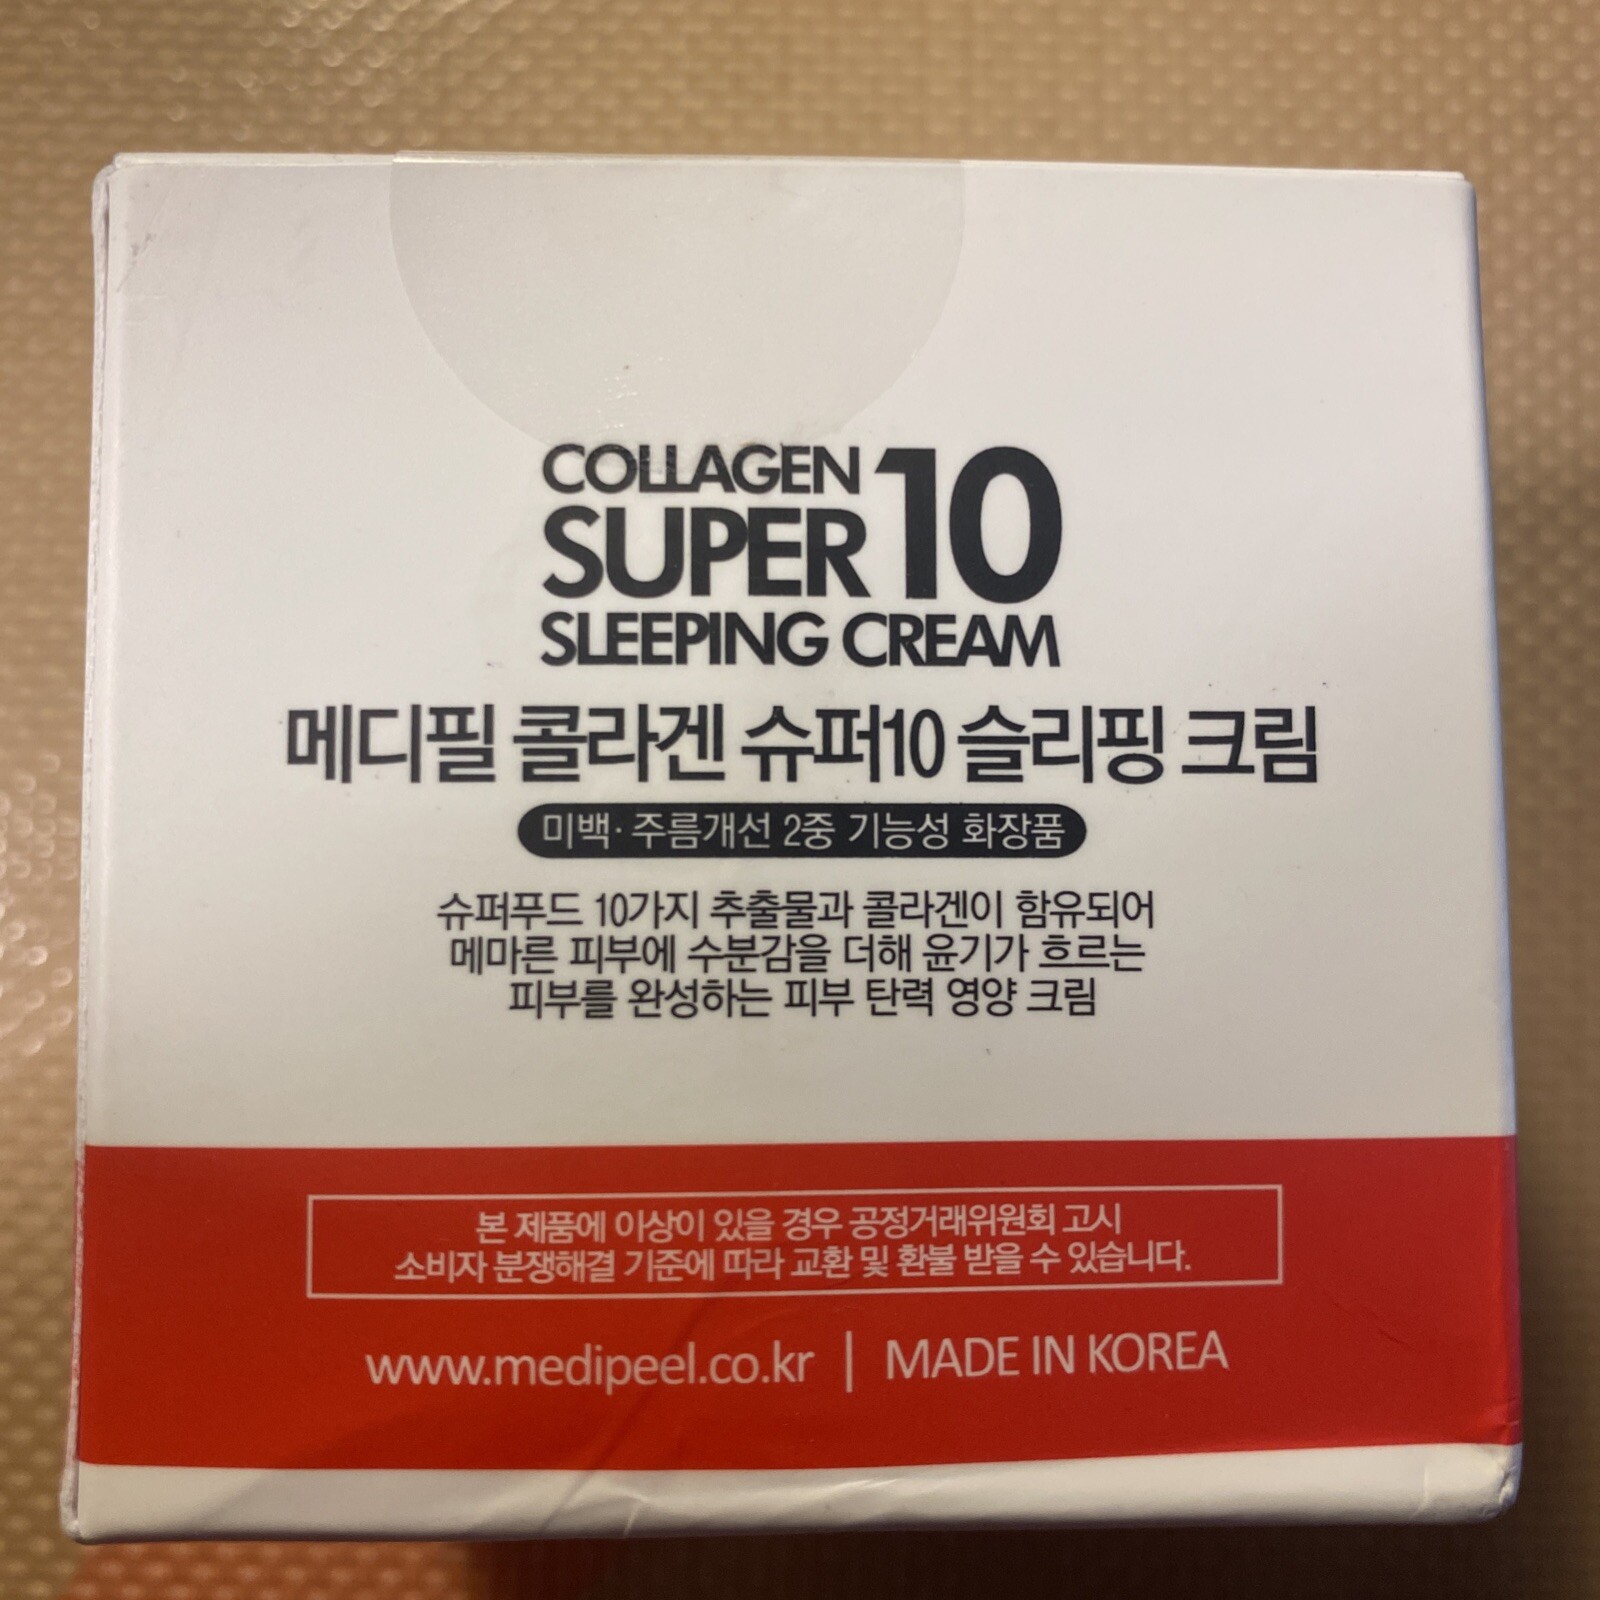 COLLAGEN
SUPER 10
SLEEPING CREAM
메디필 콜라겐 슈퍼10 슬리핑 크림
미백·주름개선 2중 기능성 화장품
슈퍼푸드 10가지 추출물과 콜라겐이 함유되어
메마른 피부에 수분감을 더해 윤기가 흐르는
피부를 완성하는 피부 탄력 영양 크림
본 제품에 이상이 있을 경우 공정거래위원회 고시
소비자 분쟁해결 기준에 따라 교환 및 환불 받을 수 있습니다.
www.medipeel.co.kr | MADE IN KOREA